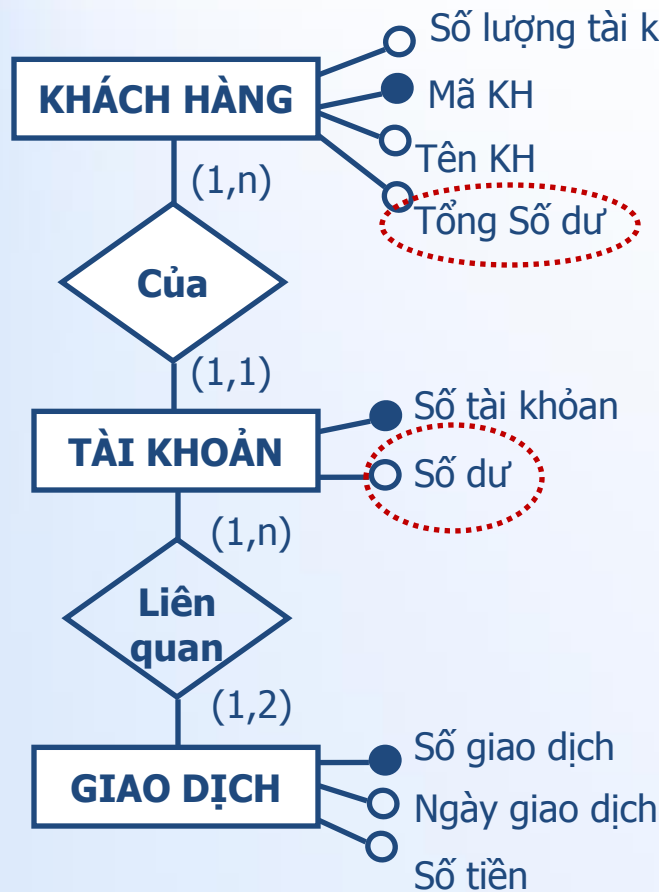 Số lượng tài k
KHÁCH HÀNG
Mã KH
Tên KH
Tổng Số dư
(1,n)
Của
(1,1)
Số tài khỏan
TÀI KHOẢN
Số dư
(1,n)
Liên
quan
(1,2)
Số giao dịch
GIAO DỊCH
Ngày giao dịch
Số tiền